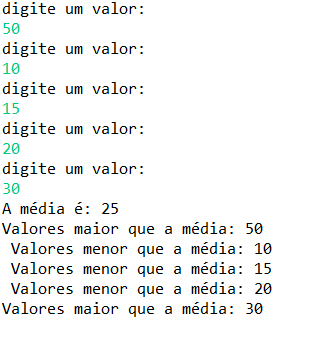 digite um valor:
50
digite um valor:
10
digite um valor:
15
digite um valor:
20
digite um valor:
30
A média é: 25
Valores maior que a média: 50
Valores menor que a média: 10
Valores menor que a média: 15
Valores menor que a média: 20
Valores maior que a média: 30